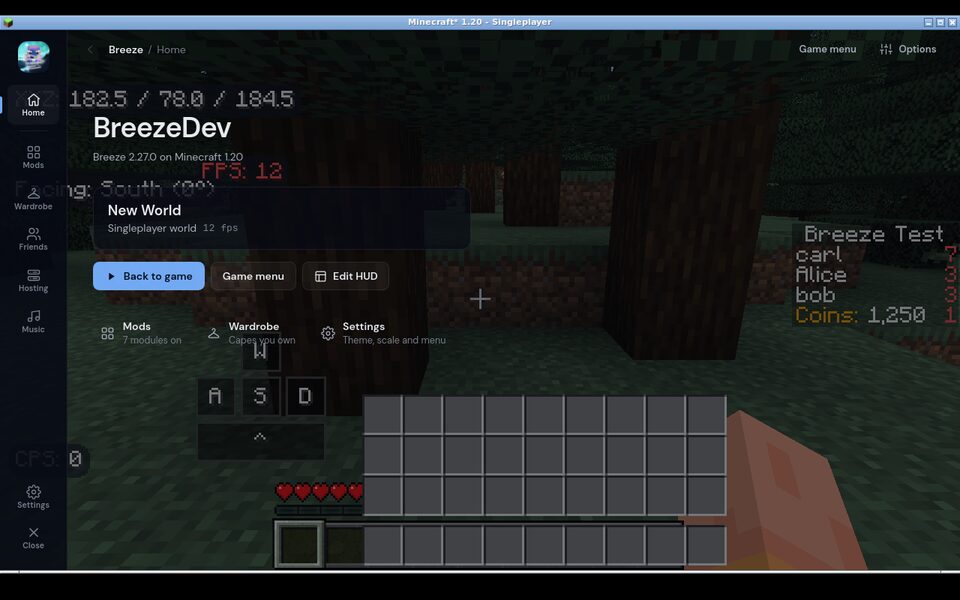 Minecraft* 1.20 - Singleplayer
Breeze / Home
Game menu
Options
Home
182.5 / 78.0 / 184.5
BreezeDev
Breeze 2.27.0 on Minecraft 1.20
FPS: 12
Mods
Facing: South (0°)
Wardrobe
New World
Singleplayer world 12 fps
Friends
Breeze Test
carl 7
Alice 3
bob 3
Coins: 1,250 1
Hosting
Back to game
Game menu
Edit HUD
Music
Mods
7 modules on
Wardrobe
Capes you own
Settings
Theme, scale and menu
W
A
S
D
^
CPS: 0
Settings
Close